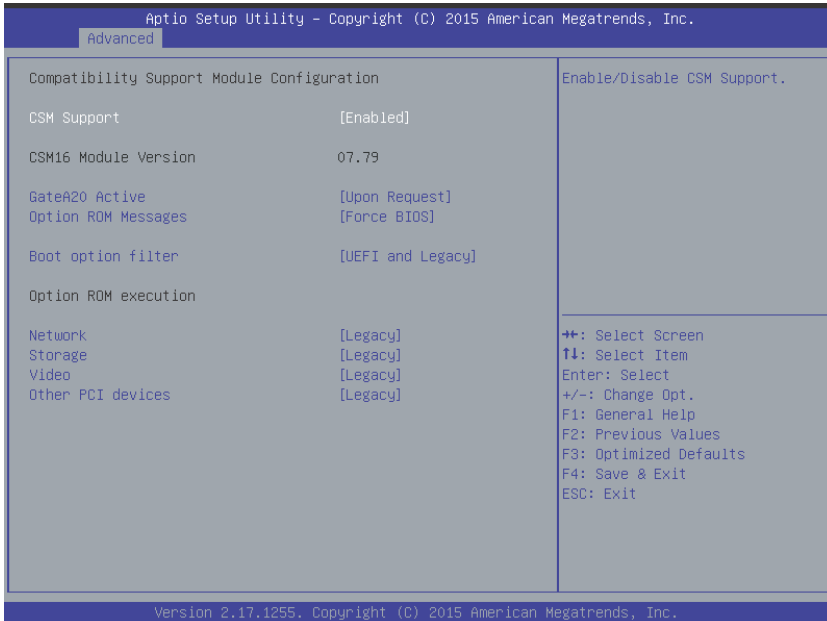 Aptio Setup Utility – Copyright (C) 2015 American Megatrends, Inc.
Advanced
Compatibility Support Module Configuration
CSM Support [Enabled]
CSM16 Module Version 07.79
GateA20 Active [Upon Request]
Option ROM Messages [Force BIOS]
Boot option filter [UEFI and Legacy]
Option ROM execution
Network [Legacy]
Storage [Legacy]
Video [Legacy]
Other PCI devices [Legacy]
Enable/Disable CSM Support.
→←: Select Screen
↑↓: Select Item
Enter: Select
+/-: Change Opt.
F1: General Help
F2: Previous Values
F3: Optimized Defaults
F4: Save & Exit
ESC: Exit
Version 2.17.1255. Copyright (C) 2015 American Megatrends, Inc.